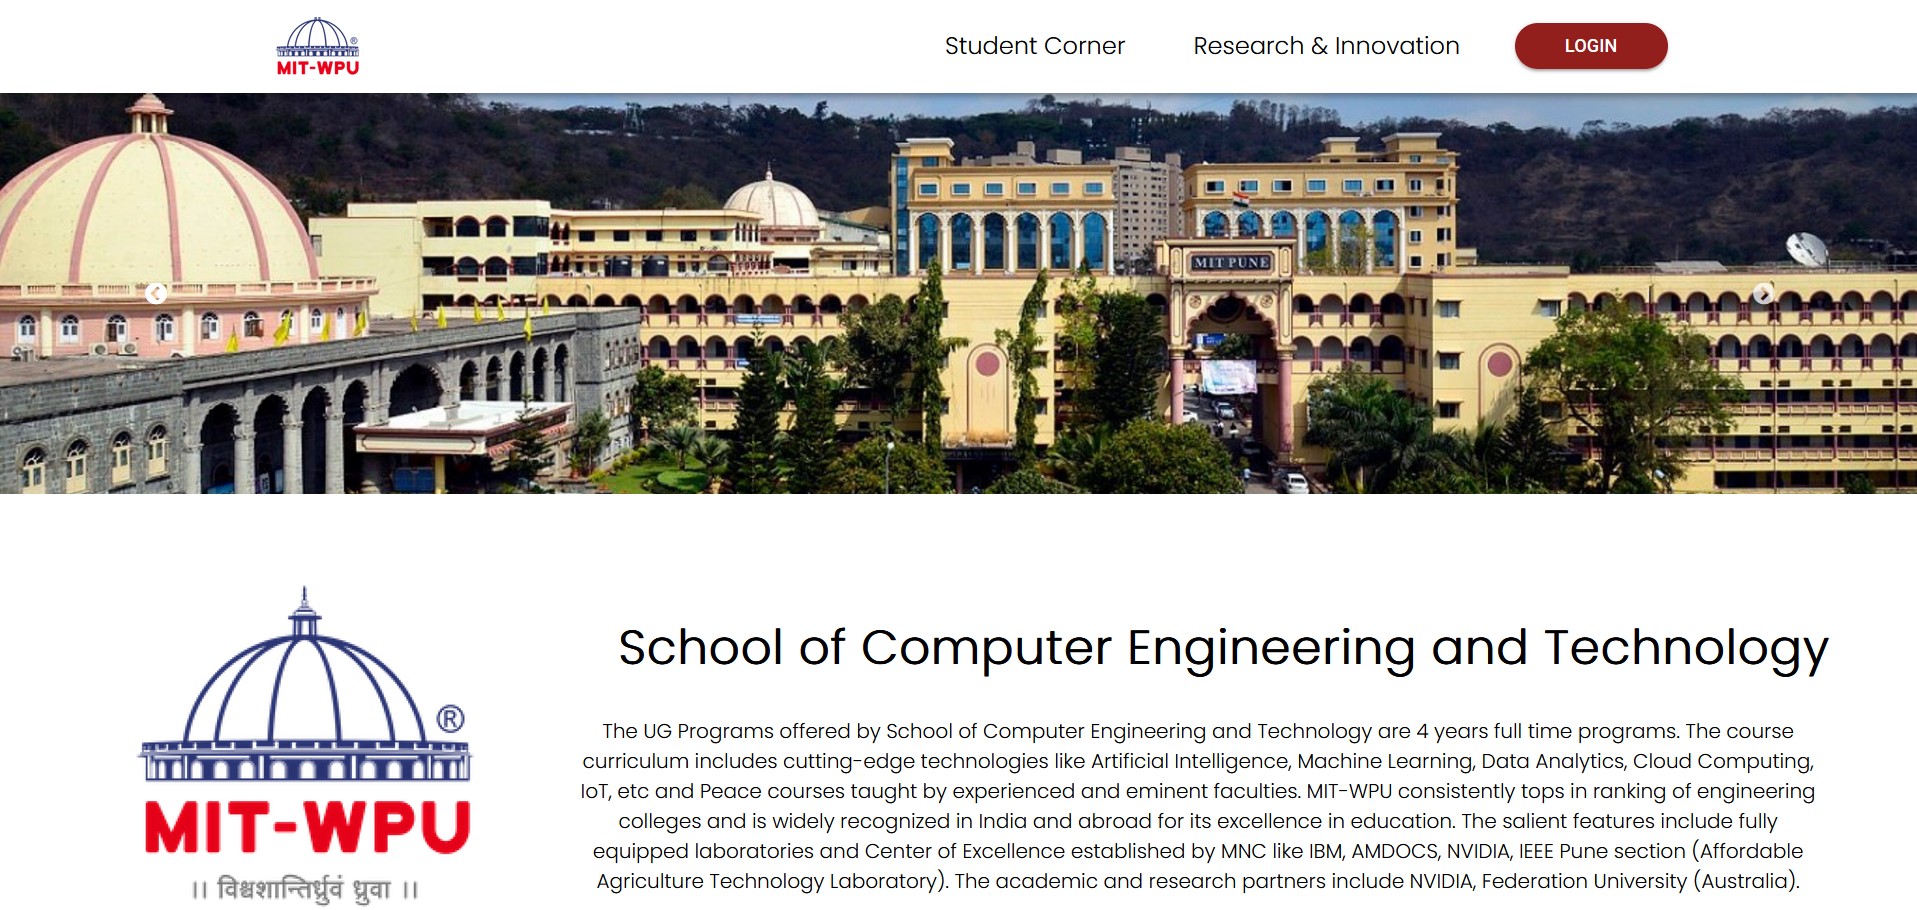 MIT-WPU
Student Corner
Research & Innovation
LOGIN
MIT PUNE
®
MIT-WPU
।। विश्वशान्तिर्ध्रुवं ध्रुवा ।।
School of Computer Engineering and Technology
The UG Programs offered by School of Computer Engineering and Technology are 4 years full time programs. The course
curriculum includes cutting-edge technologies like Artificial Intelligence, Machine Learning, Data Analytics, Cloud Computing,
IoT, etc and Peace courses taught by experienced and eminent faculties. MIT-WPU consistently tops in ranking of engineering
colleges and is widely recognized in India and abroad for its excellence in education. The salient features include fully
equipped laboratories and Center of Excellence established by MNC like IBM, AMDOCS, NVIDIA, IEEE Pune section (Affordable
Agriculture Technology Laboratory). The academic and research partners include NVIDIA, Federation University (Australia).